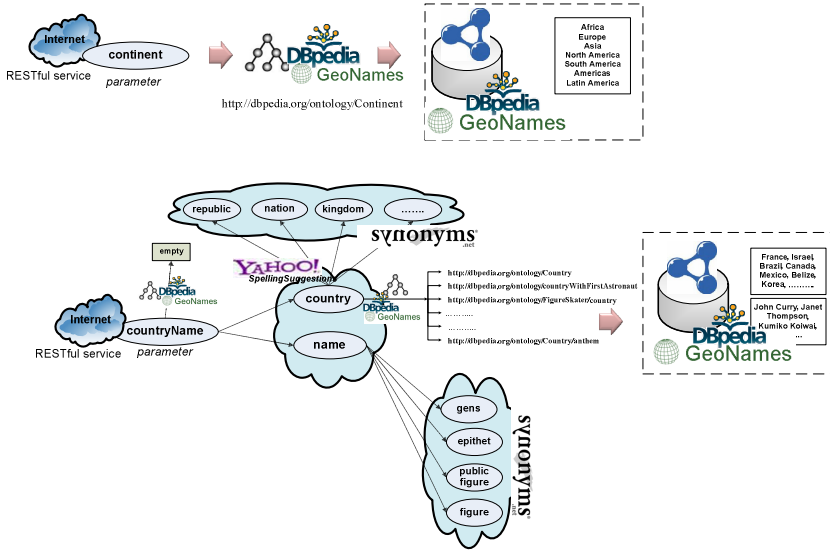 Internet
continent
RESTful service
parameter
DBpedia
GeoNames
http://dbpedia.org/ontology/Continent
DBpedia
GeoNames
Africa
Europe
Asia
North America
South America
Americas
Latin America
republic
nation
kingdom
.......
synonyms
.net
empty
YAHOO!
SpellingSuggestions
DBpedia
GeoNames
Internet
countryName
RESTful service
parameter
country
name
DBpedia
GeoNames
http://dbpedia.org/ontology/Country
http://dbpedia.org/ontology/countryWithFirstAstronaut
http://dbpedia.org/ontology/FigureSkater/country
............
..........
http://dbpedia.org/ontology/Country/anthem
DBpedia
GeoNames
France, Israel,
Brazil, Canada,
Mexico, Belize,
Korea, ..........
John Curry, Janet
Thompson,
Kumiko Koiwai,
...
gens
epithet
public
figure
figure
synonyms
.net